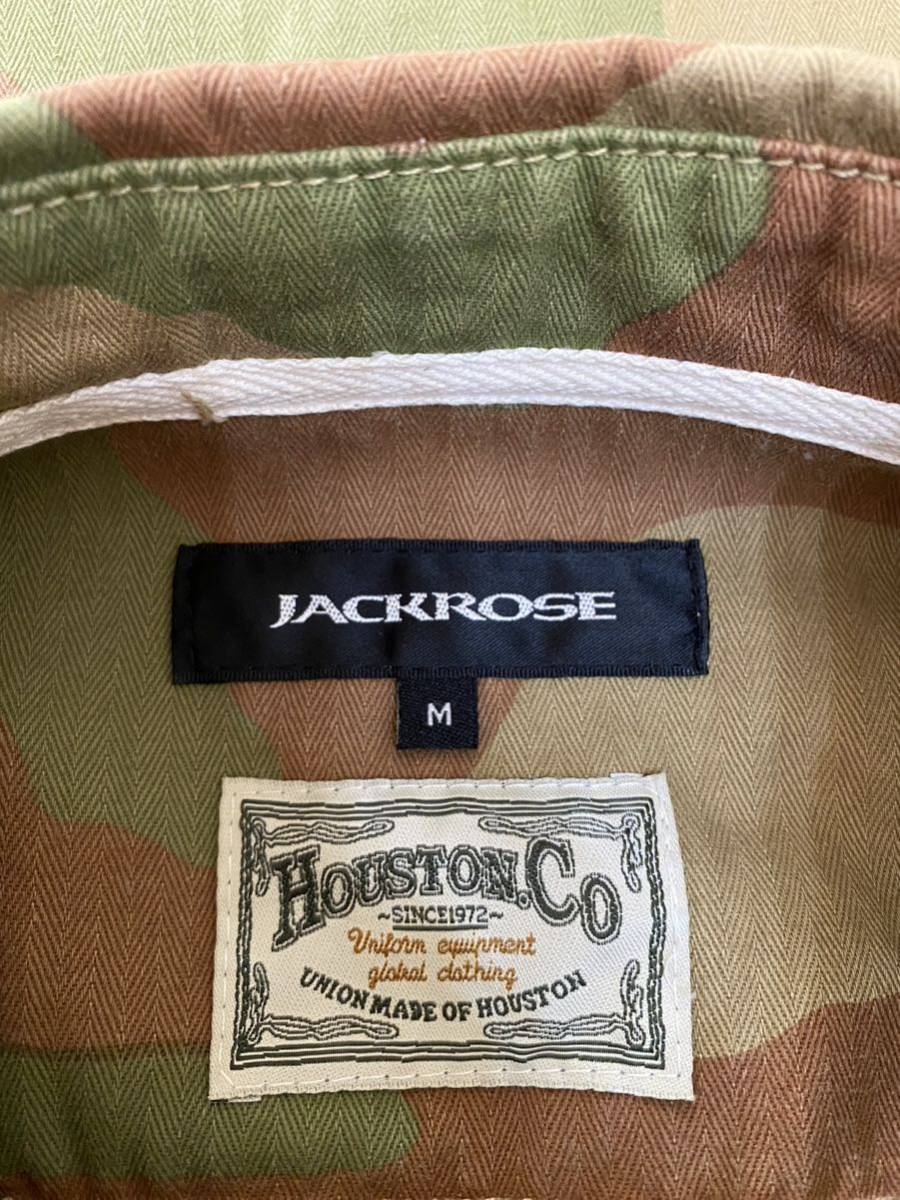 JACKROSE
M
HOUSTON.CO
~SINCE1972~
Uniform equipment
global clothing
UNION MADE OF HOUSTON